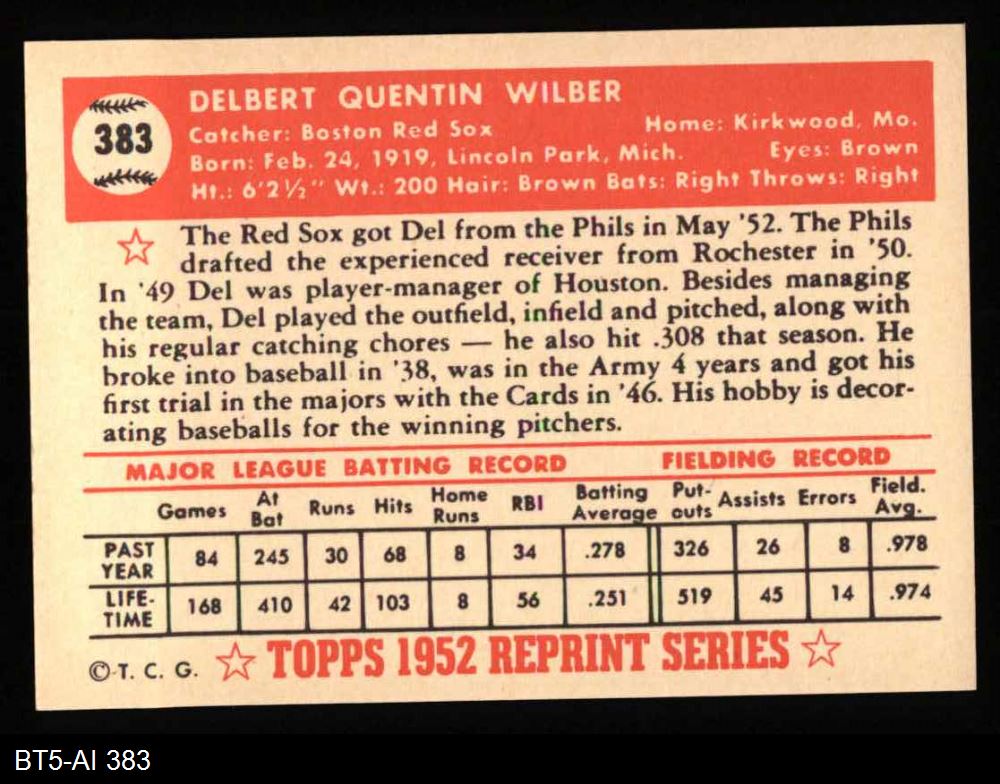 383
DELBERT QUENTIN WILBER
Catcher: Boston Red Sox Home: Kirkwood, Mo.
Born: Feb. 24, 1919, Lincoln Park, Mich. Eyes: Brown
Ht.: 6'2½" Wt.: 200 Hair: Brown Bats: Right Throws: Right
The Red Sox got Del from the Phils in May '52. The Phils
drafted the experienced receiver from Rochester in '50.
In '49 Del was player-manager of Houston. Besides managing
the team, Del played the outfield, infield and pitched, along with
his regular catching chores — he also hit .308 that season. He
broke into baseball in '38, was in the Army 4 years and got his
first trial in the majors with the Cards in '46. His hobby is decor-
ating baseballs for the winning pitchers.
MAJOR LEAGUE BATTING RECORD FIELDING RECORD
Games At Bat Runs Hits Home Runs RBI Batting Average Put-outs Assists Errors Field. Avg.
PAST YEAR 84 245 30 68 8 34 .278 326 26 8 .978
LIFE-TIME 168 410 42 103 8 56 .251 519 45 14 .974
©T. C. G. ☆ TOPPS 1952 REPRINT SERIES ☆
BT5-AI 383